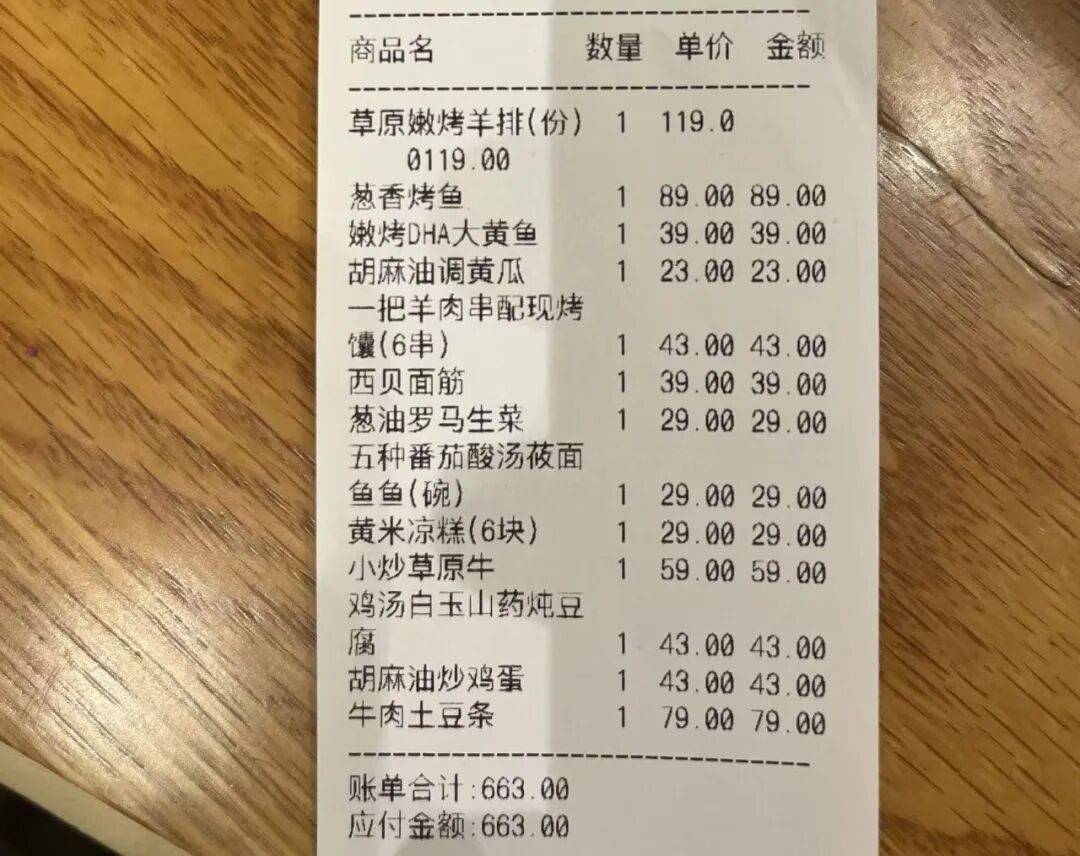 商品名 数量 单价 金额
草原嫩烤羊排(份) 1 119.0
0119.00
葱香烤鱼 1 89.00 89.00
嫩烤DHA大黄鱼 1 39.00 39.00
胡麻油调黄瓜 1 23.00 23.00
一把羊肉串配现烤
馕(6串) 1 43.00 43.00
西贝面筋 1 39.00 39.00
葱油罗马生菜 1 29.00 29.00
五种番茄酸汤莜面
鱼鱼(碗) 1 29.00 29.00
黄米凉糕(6块) 1 29.00 29.00
小炒草原牛 1 59.00 59.00
鸡汤白玉山药炖豆
腐 1 43.00 43.00
胡麻油炒鸡蛋 1 43.00 43.00
牛肉土豆条 1 79.00 79.00
账单合计:663.00
应付金额:663.00